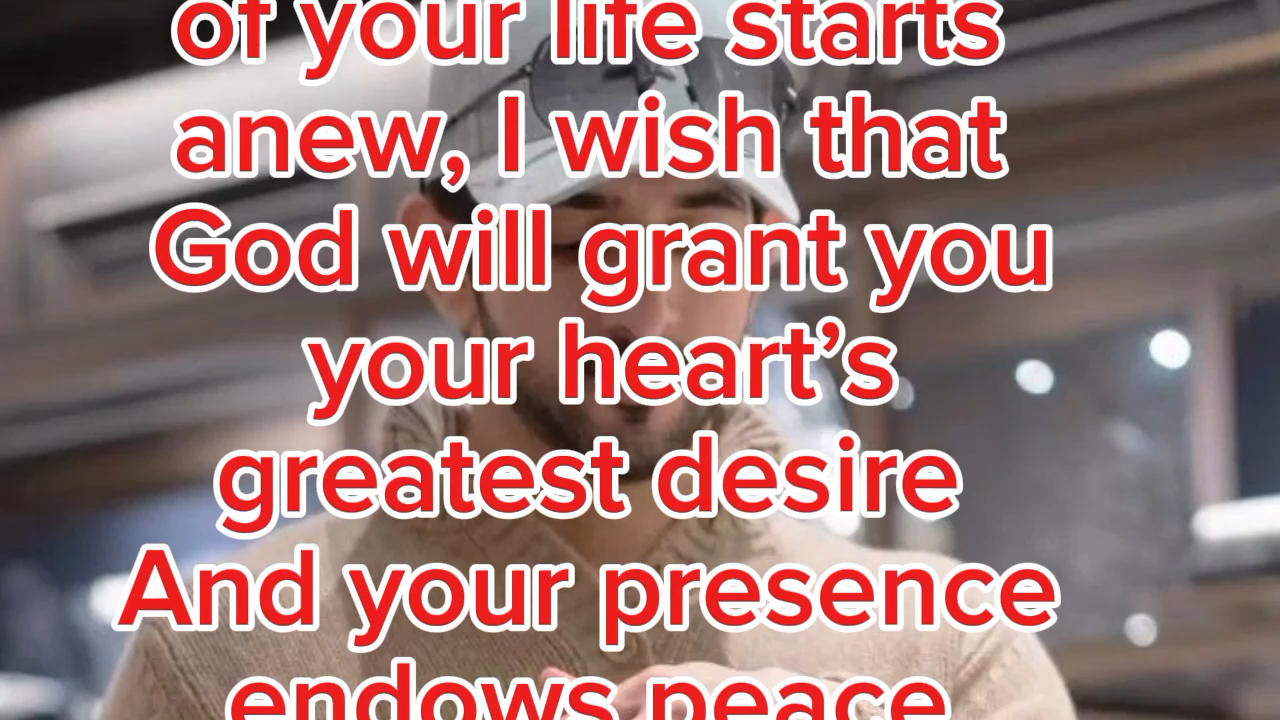 of your life starts
anew, I wish that
God will grant you
your heart’s
greatest desire
And your presence
endows peace